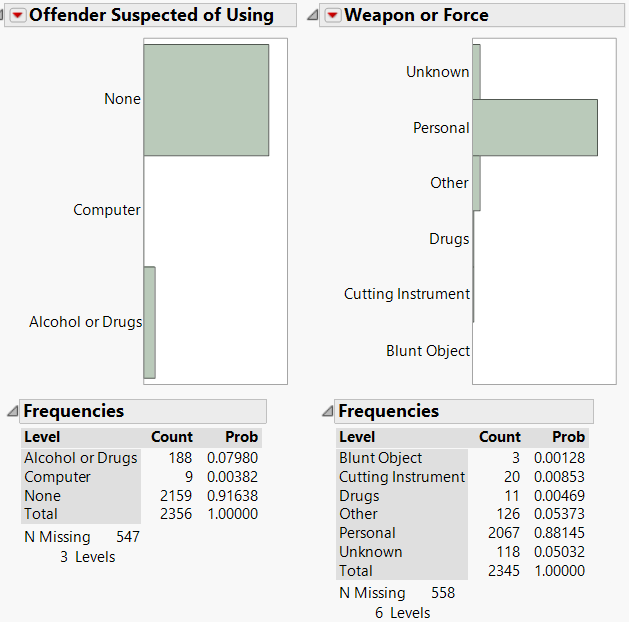 Offender Suspected of Using
None
Computer
Alcohol or Drugs
Frequencies
Level Count Prob
Alcohol or Drugs 188 0.07980
Computer 9 0.00382
None 2159 0.91638
Total 2356 1.00000
N Missing 547
3 Levels
Weapon or Force
Unknown
Personal
Other
Drugs
Cutting Instrument
Blunt Object
Frequencies
Level Count Prob
Blunt Object 3 0.00128
Cutting Instrument 20 0.00853
Drugs 11 0.00469
Other 126 0.05373
Personal 2067 0.88145
Unknown 118 0.05032
Total 2345 1.00000
N Missing 558
6 Levels